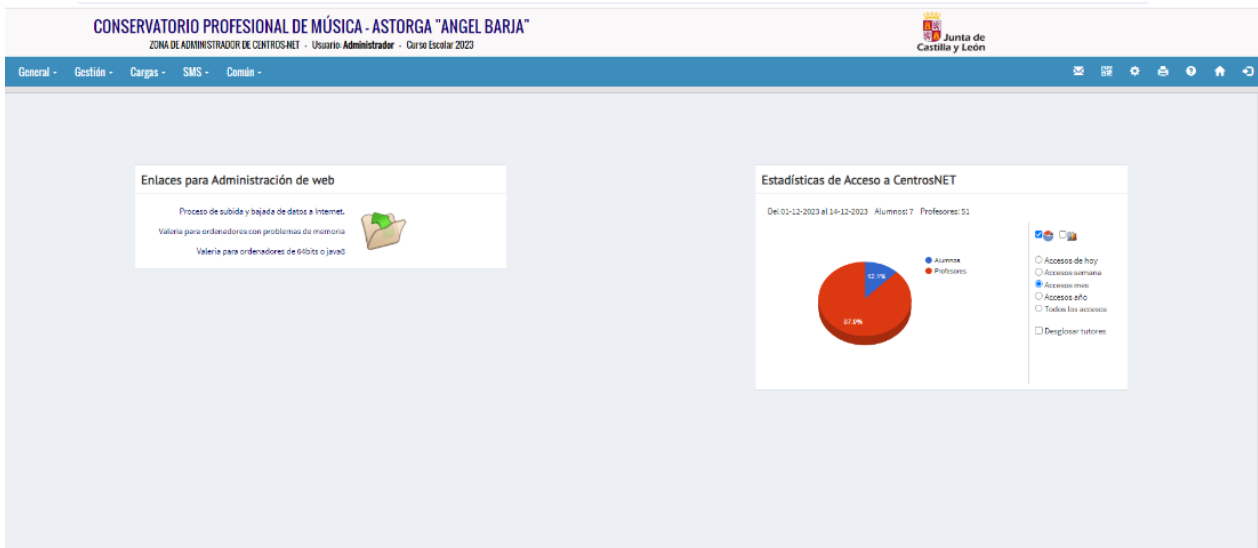 CONSERVATORIO PROFESIONAL DE MÚSICA - ASTORGA "ANGEL BARJA"
ZONA DE ADMINISTRADOR DE CENTROS-NET - Usuario: Administrador - Curso Escolar 2023
Junta de
Castilla y León
General - Gestión - Cargas - SMS - Común -
Enlaces para Administración de web
Proceso de subida y bajada de datos a Internet.
Valeria para ordenadores con problemas de memoria
Valeria para ordenadores de 64bits o java8
Estadísticas de Acceso a CentrosNET
Del 01-12-2023 al 14-12-2023 Alumnos: 7 Profesores: 51
12.1%
87.9%
Alumnos
Profesores
Accesos de hoy
Accesos semana
Accesos mes
Accesos año
Todos los accesos
Desglosar tutores